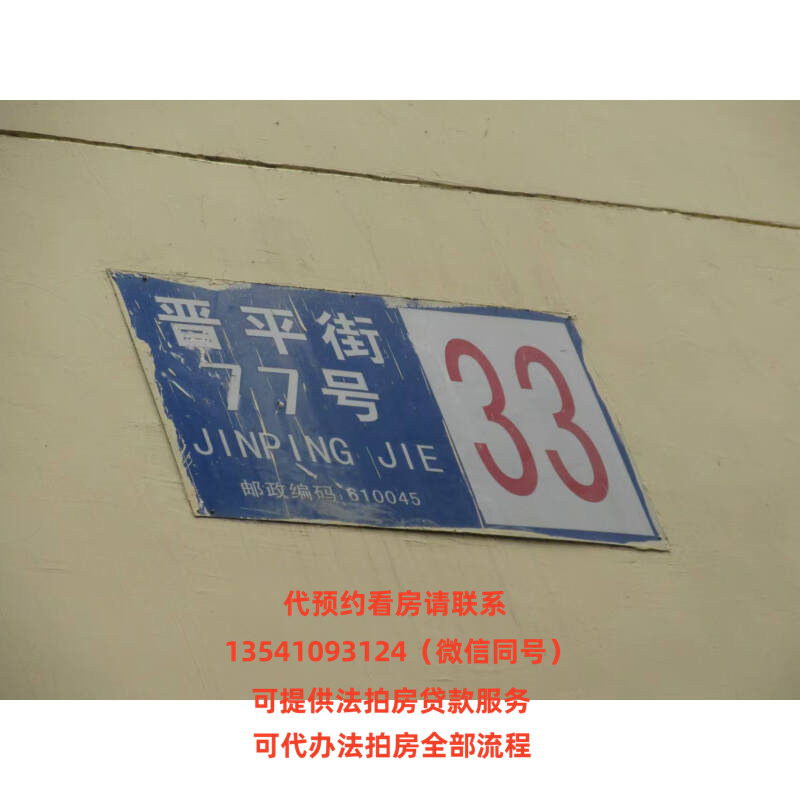 晋平街
77号
33
JINPING JIE
邮政编码:610045
代预约看房请联系
13541093124（微信同号）
可提供法拍房贷款服务
可代办法拍房全部流程